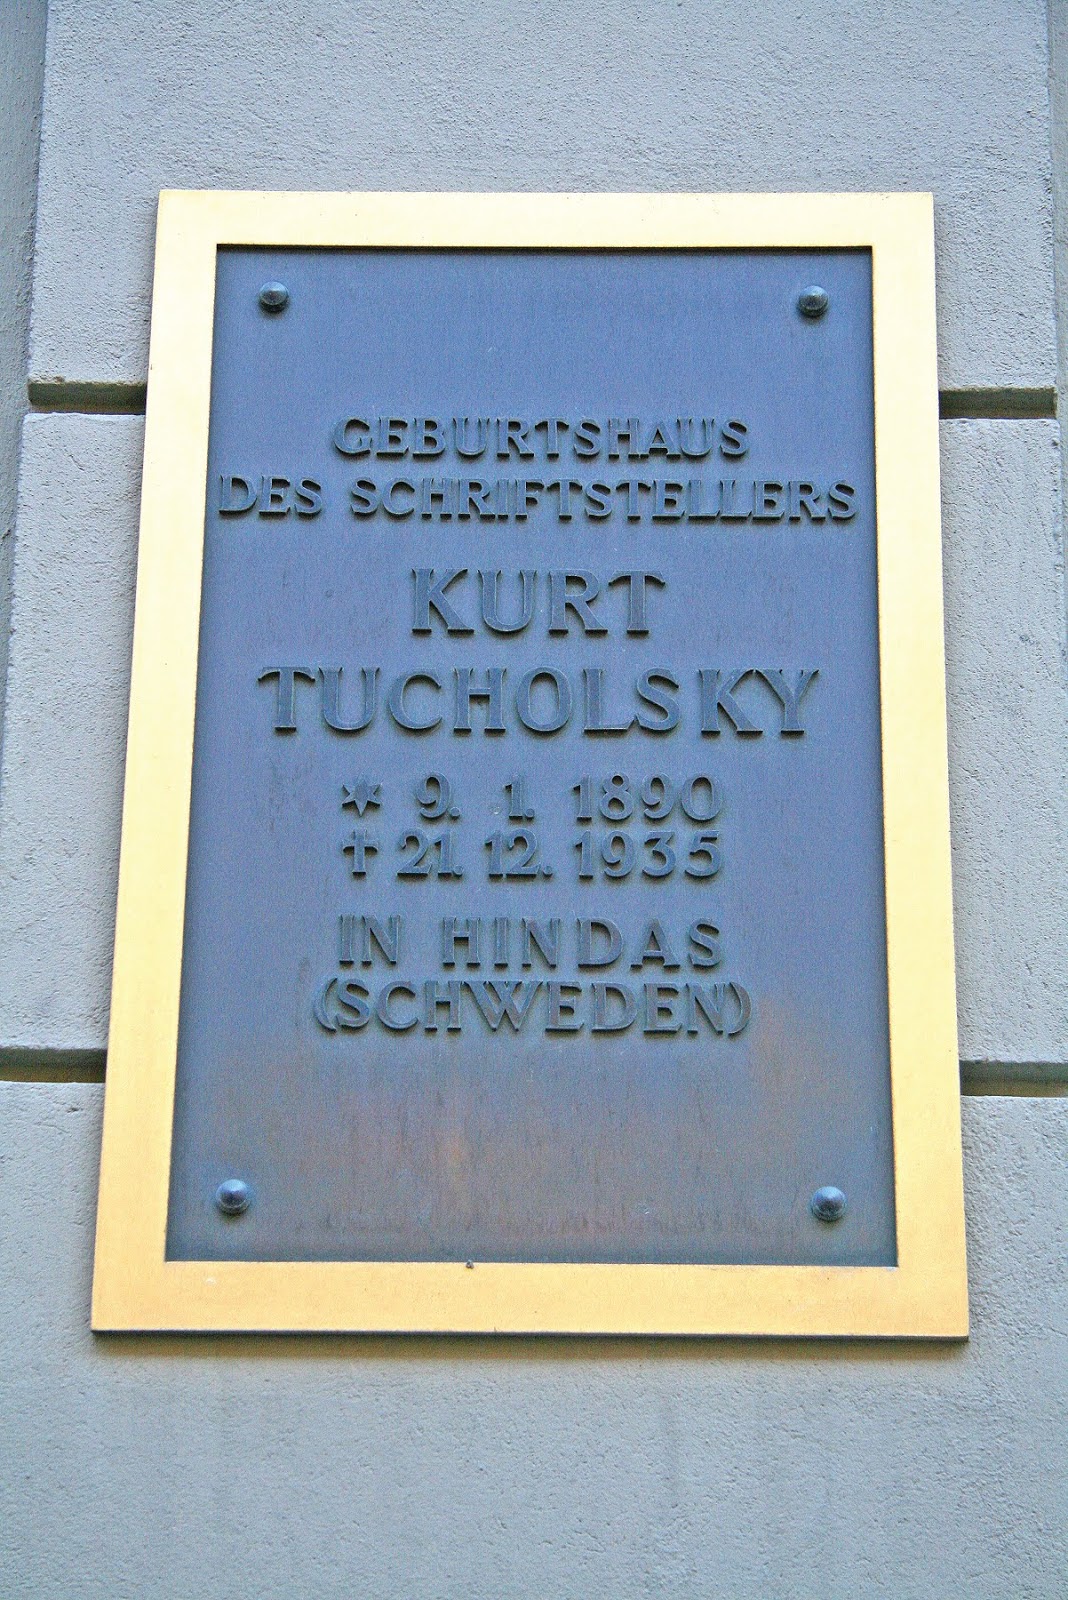 GEBURTSHAUS
DES SCHRIFTSTELLERS
KURT
TUCHOLSKY
* 9. 1. 1890
† 21. 12. 1935
IN HINDAS
(SCHWEDEN)